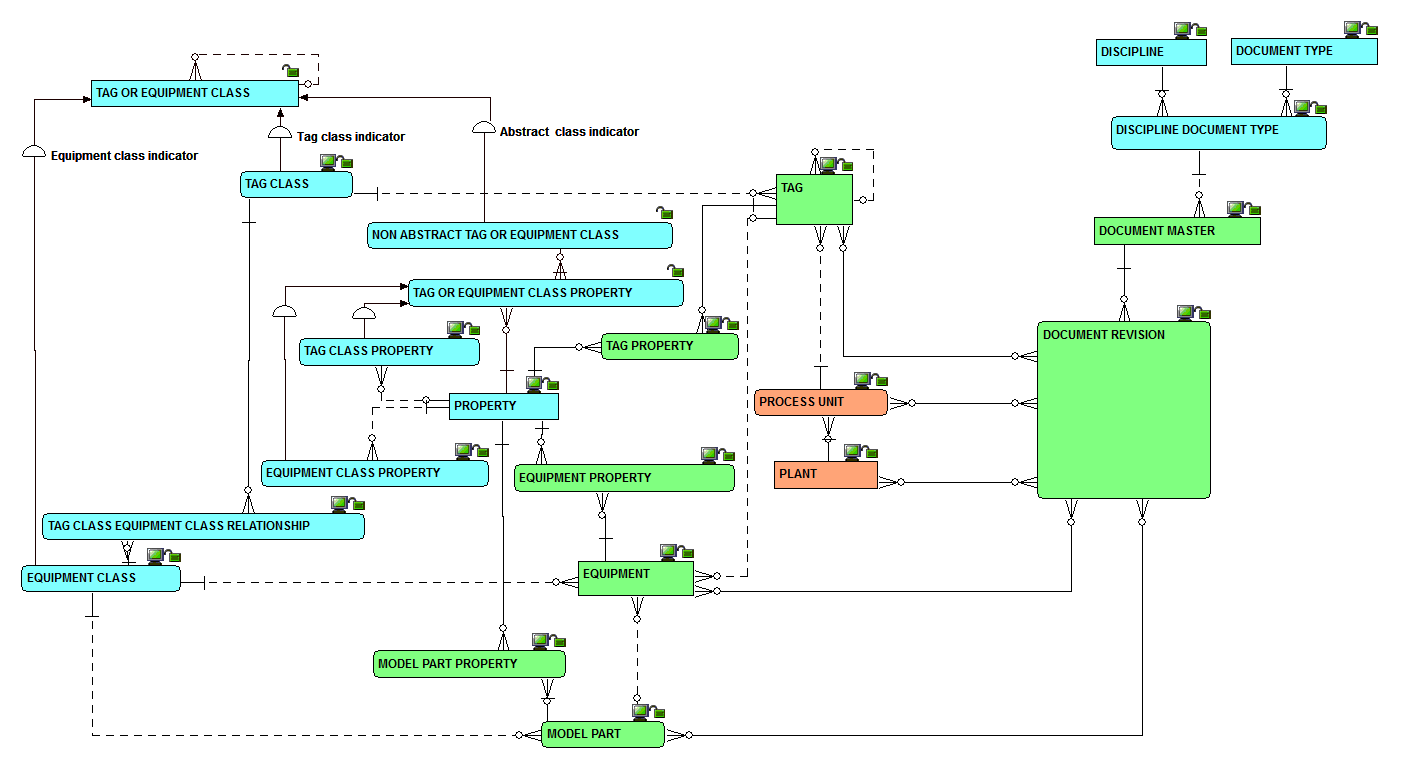 DISCIPLINE
DOCUMENT TYPE
TAG OR EQUIPMENT CLASS
Tag class indicator
Abstract class indicator
Equipment class indicator
DISCIPLINE DOCUMENT TYPE
TAG CLASS
TAG
NON ABSTRACT TAG OR EQUIPMENT CLASS
DOCUMENT MASTER
TAG OR EQUIPMENT CLASS PROPERTY
TAG CLASS PROPERTY
TAG PROPERTY
DOCUMENT REVISION
PROPERTY
PROCESS UNIT
EQUIPMENT CLASS PROPERTY
EQUIPMENT PROPERTY
PLANT
TAG CLASS EQUIPMENT CLASS RELATIONSHIP
EQUIPMENT CLASS
EQUIPMENT
MODEL PART PROPERTY
MODEL PART